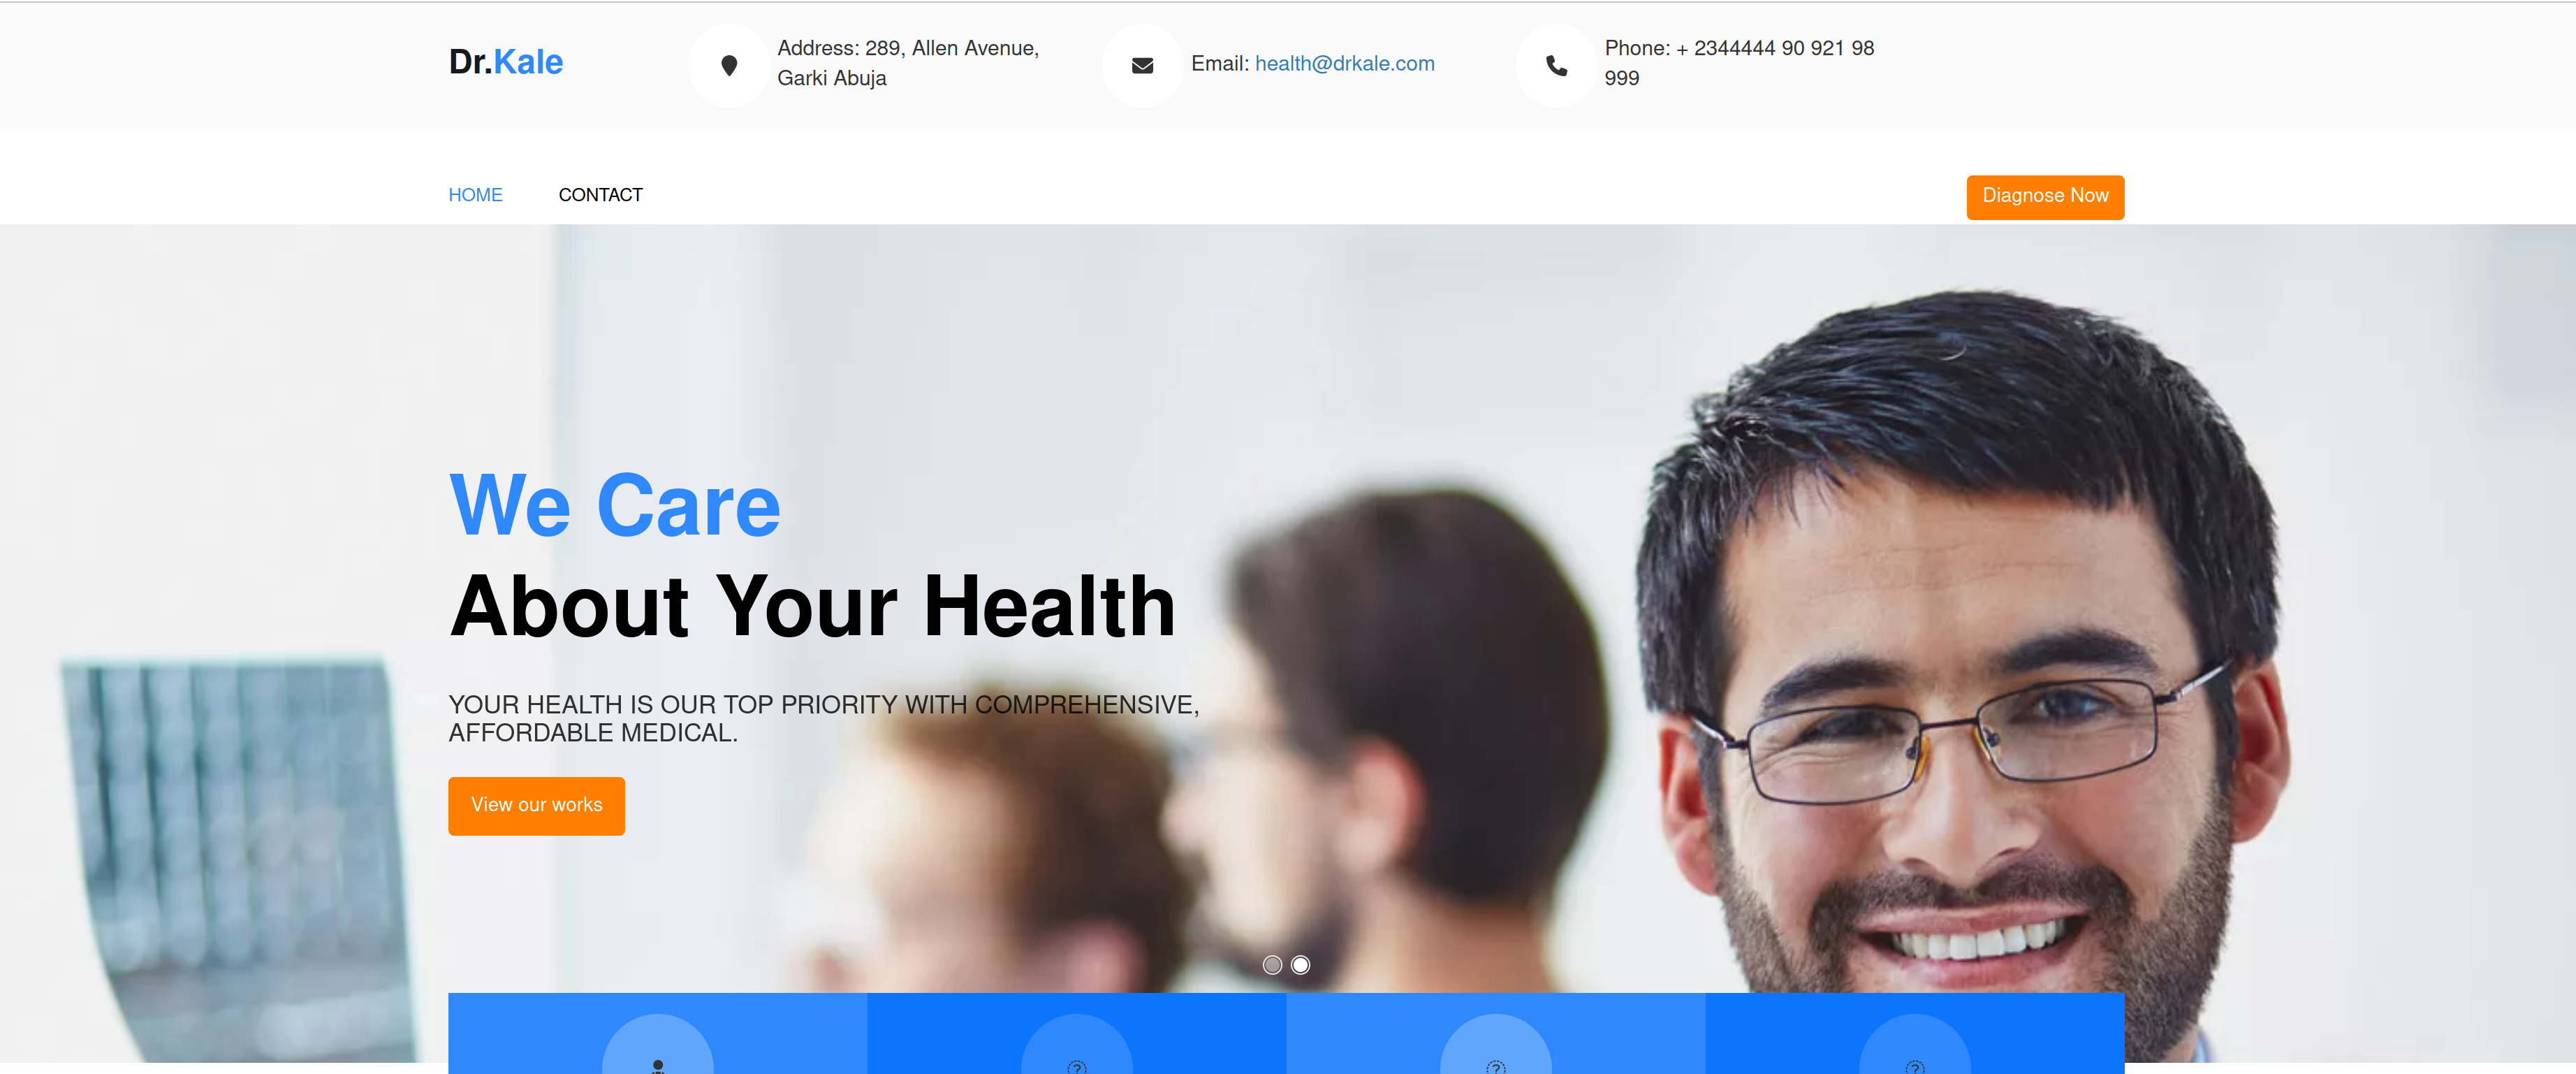 Dr.Kale
Address: 289, Allen Avenue,
Garki Abuja
Email: health@drkale.com
Phone: + 2344444 90 921 98
999
HOME
CONTACT
Diagnose Now
We Care
About Your Health
YOUR HEALTH IS OUR TOP PRIORITY WITH COMPREHENSIVE,
AFFORDABLE MEDICAL.
View our works